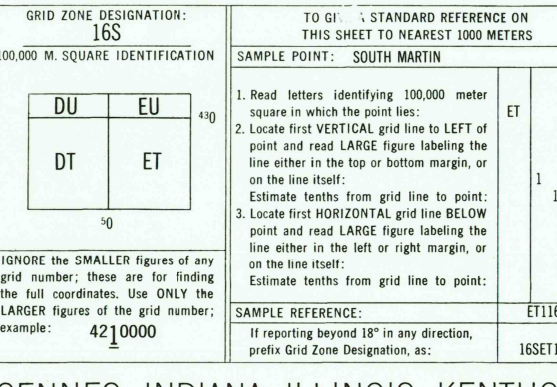 GRID ZONE DESIGNATION:
16S
100,000 M. SQUARE IDENTIFICATION
DU EU
430
DT ET
50
IGNORE the SMALLER figures of any
grid number; these are for finding
the full coordinates. Use ONLY the
LARGER figures of the grid number;
example: 4210000
A STANDARD REFERENCE ON
THIS SHEET TO NEAREST 1000 METERS
SAMPLE POINT: SOUTH MARTIN
1. Read letters identifying 100,000 meter
square in which the point lies: ET
2. Locate first VERTICAL grid line to LEFT of
point and read LARGE figure labeling the
line either in the top or bottom margin, or
on the line itself: 1
Estimate tenths from grid line to point: 1
3. Locate first HORIZONTAL grid line BELOW
point and read LARGE figure labeling the
line either in the left or right margin, or
on the line itself:
Estimate tenths from grid line to point:
SAMPLE REFERENCE: ET116
If reporting beyond 18° in any direction,
prefix Grid Zone Designation, as: 16SET1
INDIANA ILLINOIS